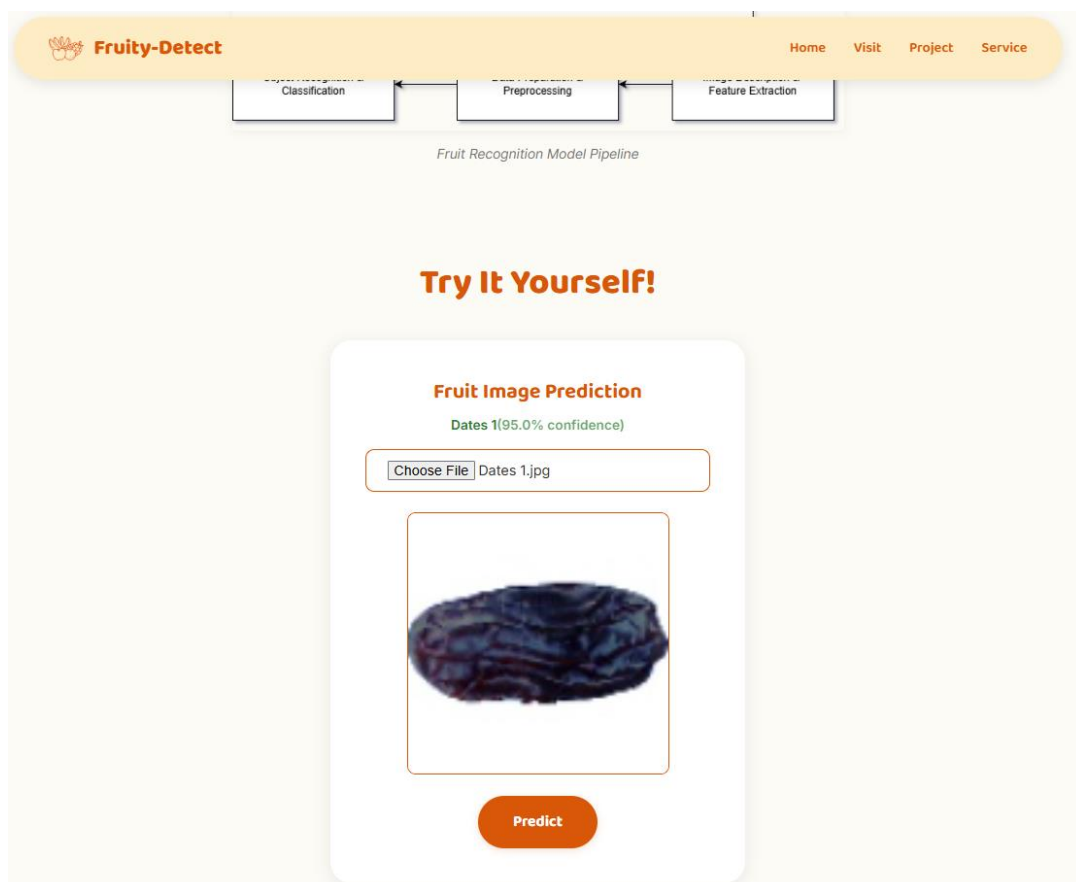 Fruity-Detect
Home Visit Project Service
Classification
Preprocessing
Feature Extraction
Fruit Recognition Model Pipeline
Try It Yourself!
Fruit Image Prediction
Dates 1(95.0% confidence)
Choose File Dates 1.jpg
Predict